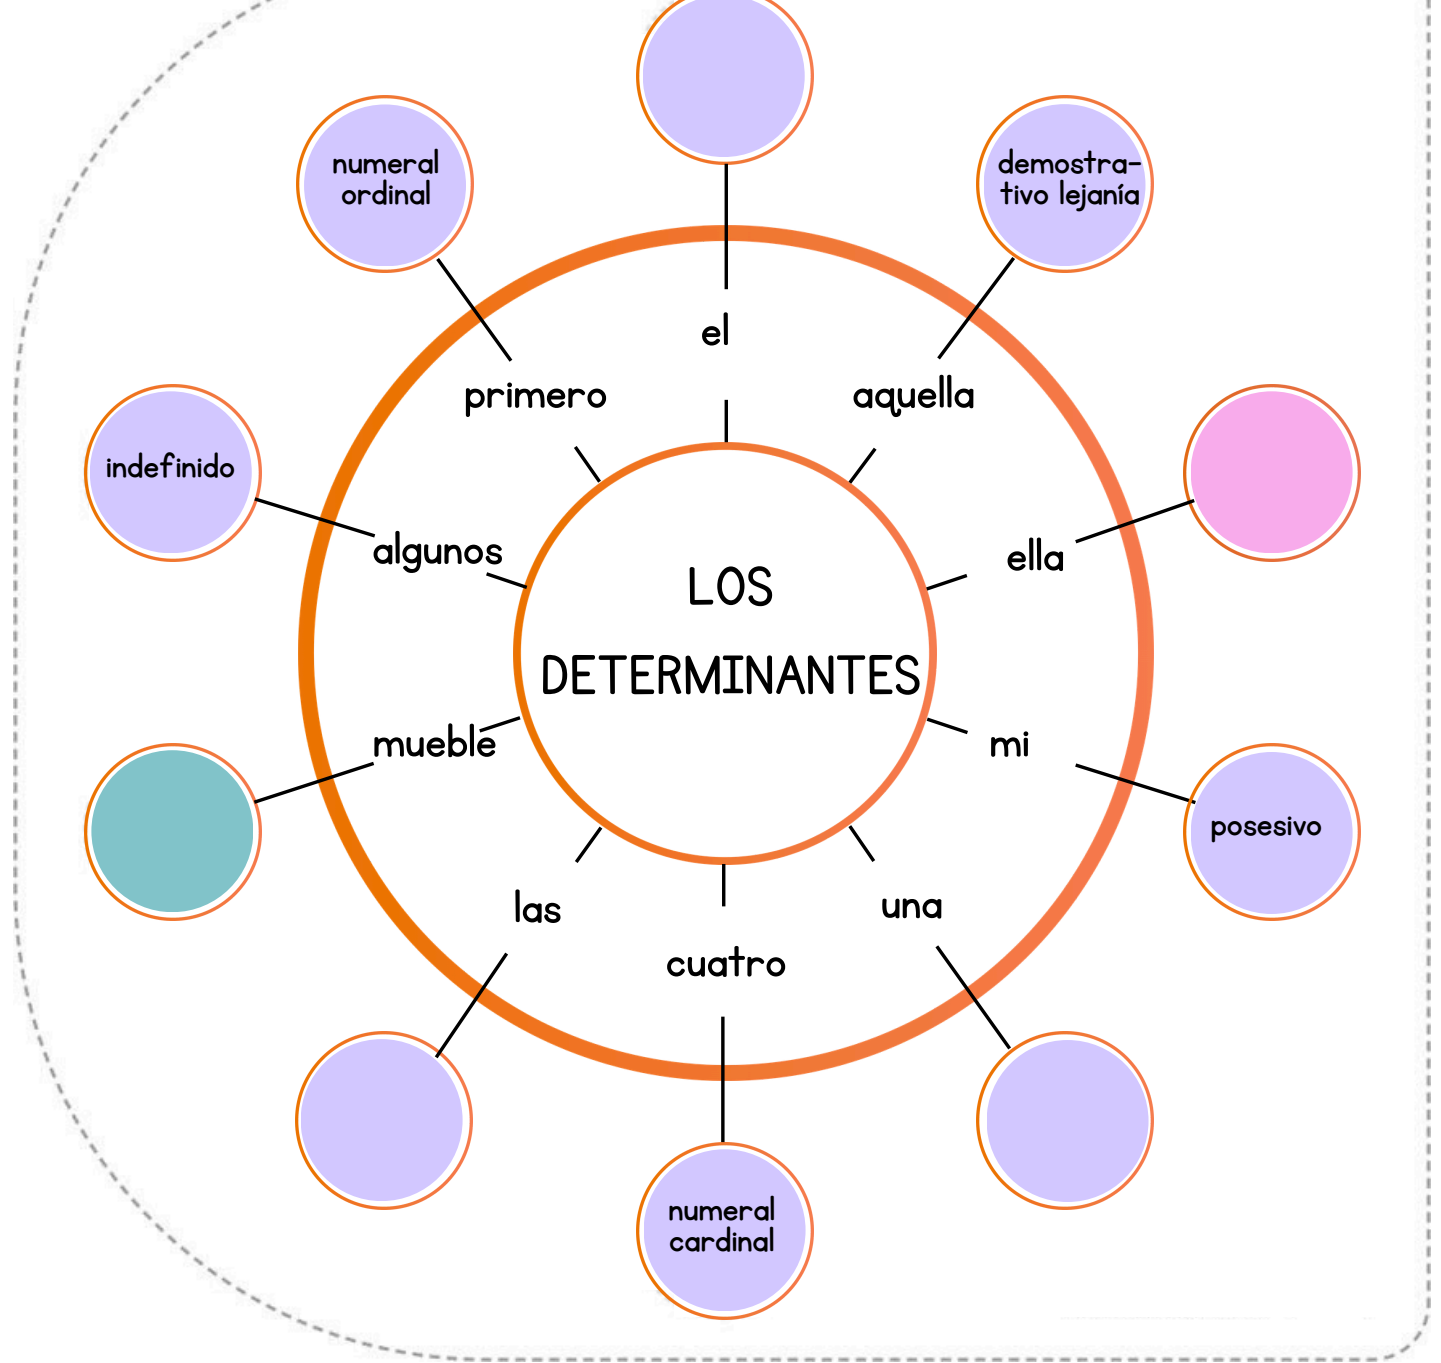 numeral
ordinal
demostra-
tivo lejanía
el
primero
aquella
indefinido
algunos
ella
LOS
DETERMINANTES
mueble
mi
posesivo
las
una
cuatro
numeral
cardinal